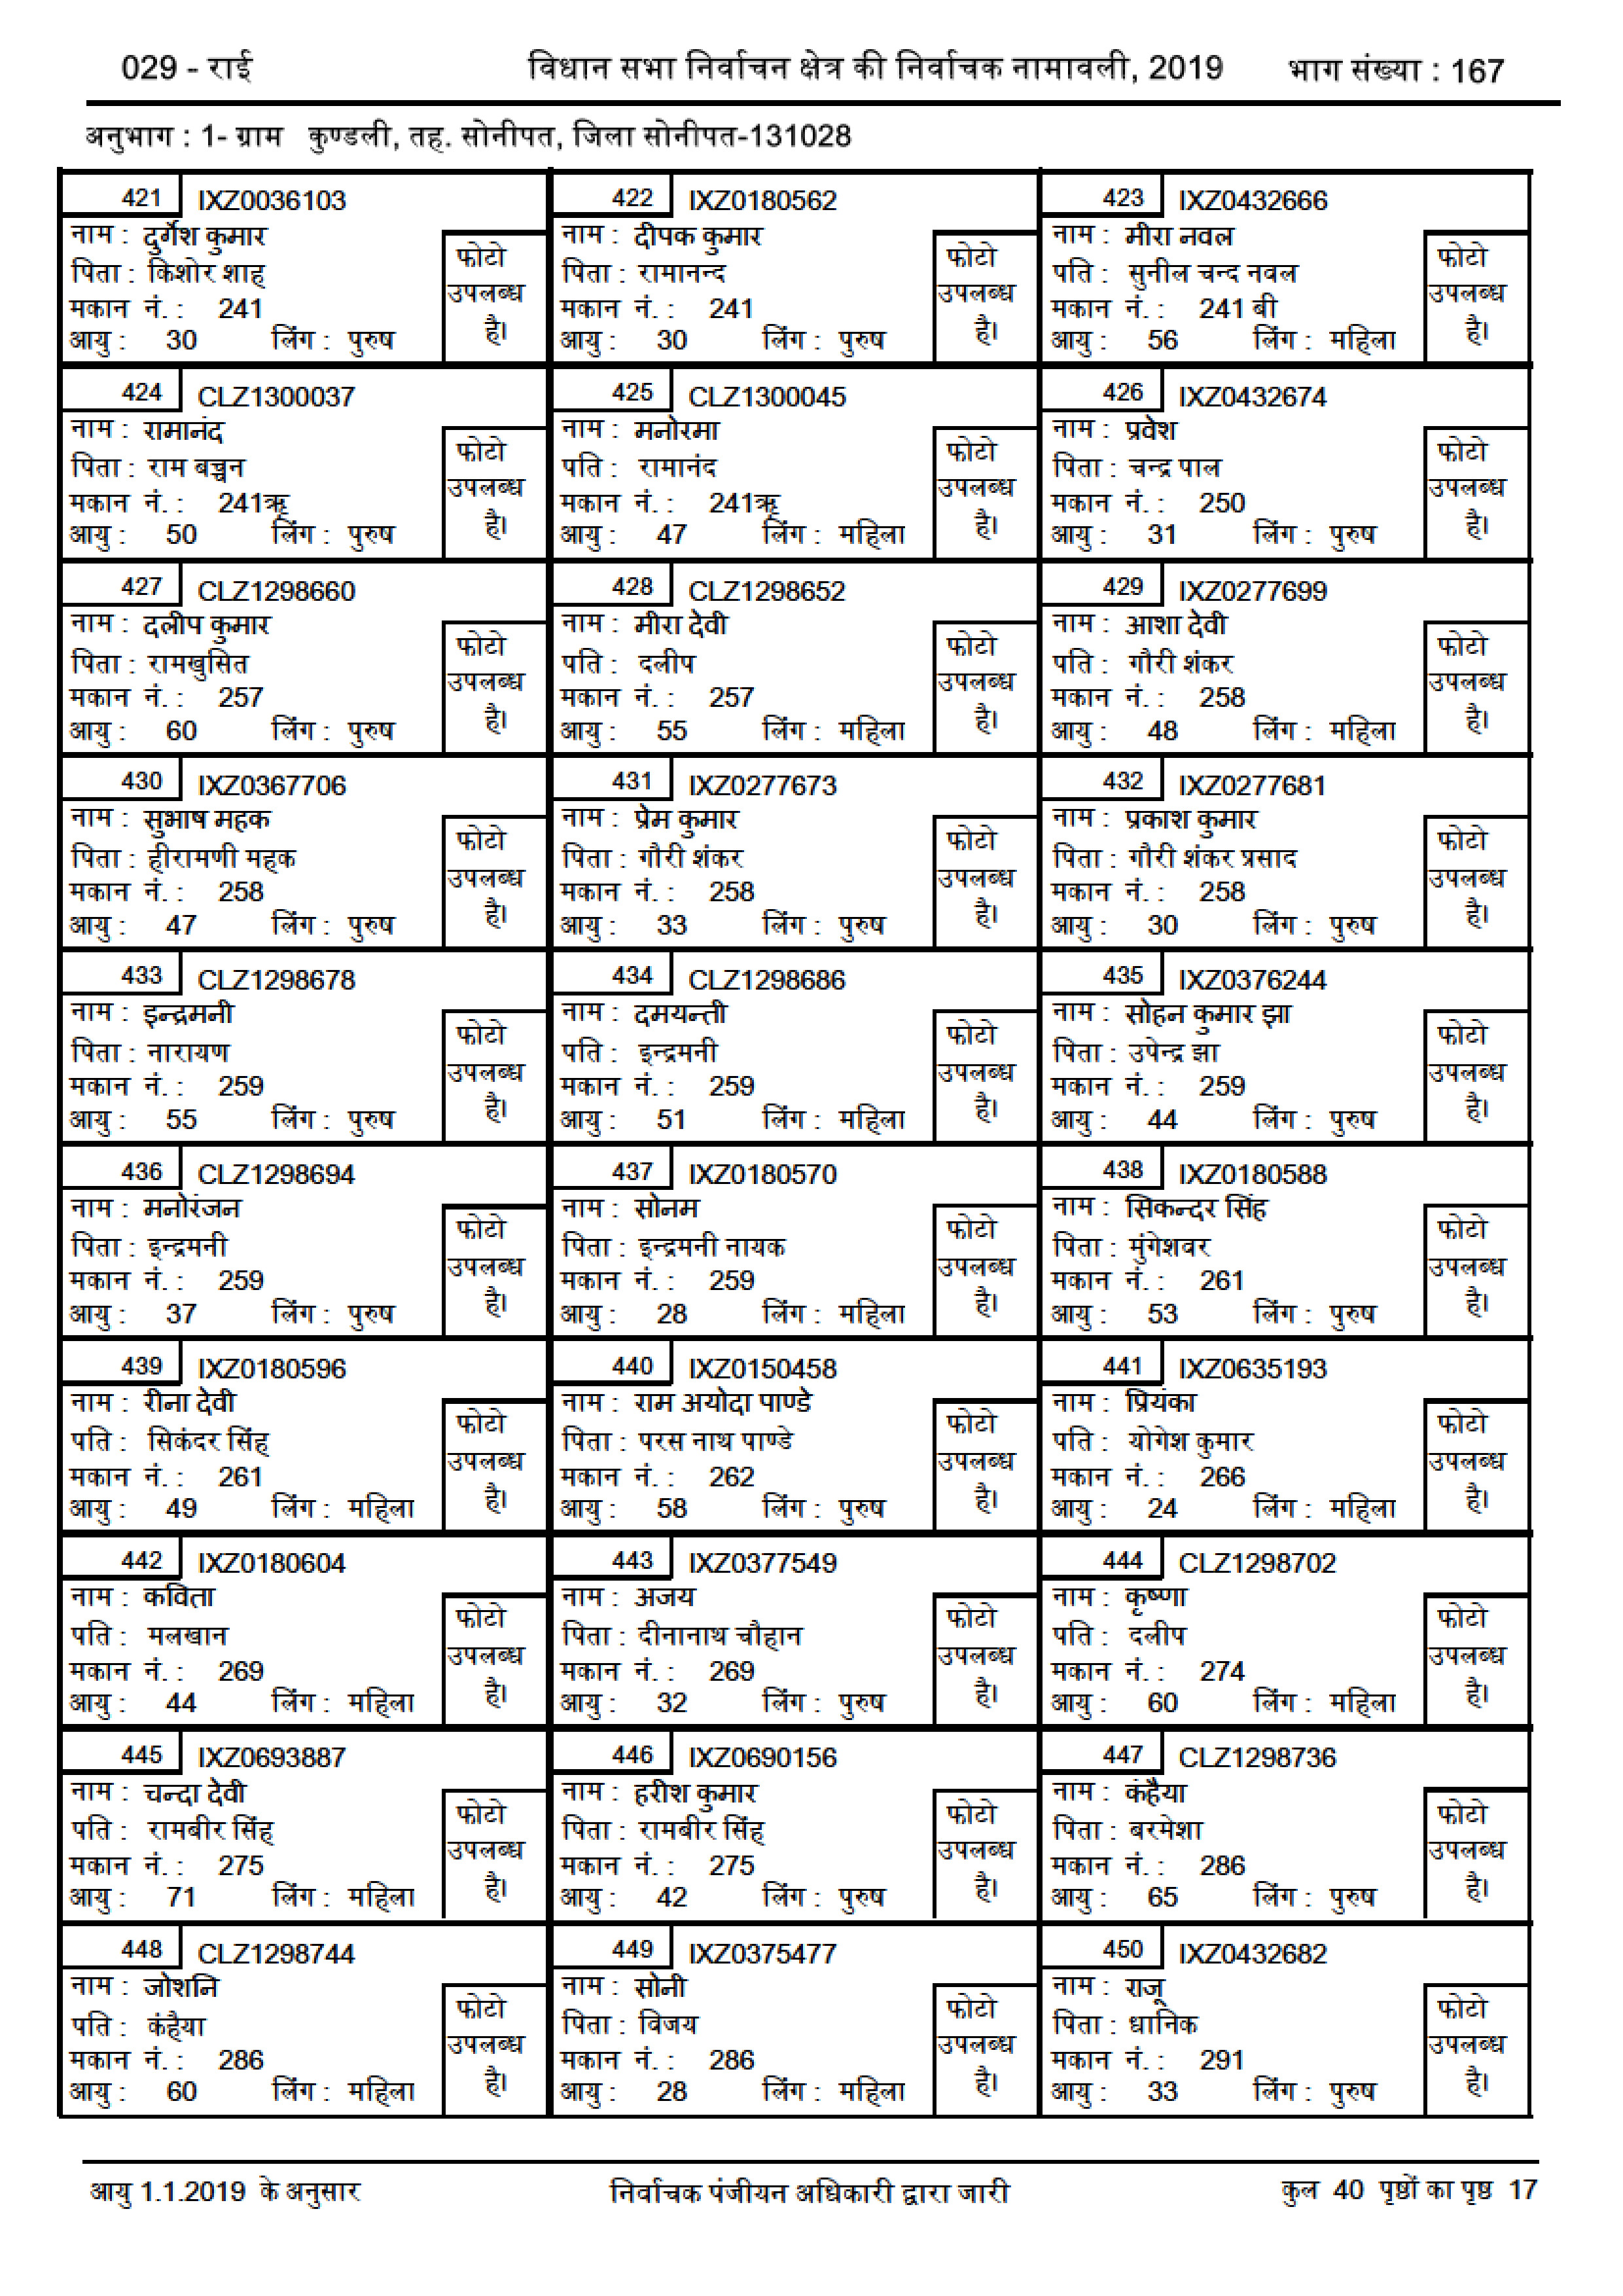 029 - राई विधान सभा निर्वाचन क्षेत्र की निर्वाचक नामावली, 2019 भाग संख्या : 167
अनुभाग : 1- ग्राम कुण्डली, तह. सोनीपत, जिला सोनीपत-131028
421 IXZ0036103
नाम : दुर्गेश कुमार
पिता : किशोर शाह
मकान नं. : 241
आयु : 30 लिंग : पुरुष
फोटो
उपलब्ध
है।
422 IXZ0180562
नाम : दीपक कुमार
पिता : रामानन्द
मकान नं. : 241
आयु : 30 लिंग : पुरुष
फोटो
उपलब्ध
है।
423 IXZ0432666
नाम : मीरा नवल
पति : सुनील चन्द नवल
मकान नं. : 241 बी
आयु : 56 लिंग : महिला
फोटो
उपलब्ध
है।
424 CLZ1300037
नाम : रामानंद
पिता : राम बच्चन
मकान नं. : 241ऋ
आयु : 50 लिंग : पुरुष
फोटो
उपलब्ध
है।
425 CLZ1300045
नाम : मनोरमा
पति : रामानंद
मकान नं. : 241ऋ
आयु : 47 लिंग : महिला
फोटो
उपलब्ध
है।
426 IXZ0432674
नाम : प्रवेश
पिता : चन्द्र पाल
मकान नं. : 250
आयु : 31 लिंग : पुरुष
फोटो
उपलब्ध
है।
427 CLZ1298660
नाम : दलीप कुमार
पिता : रामखुसित
मकान नं. : 257
आयु : 60 लिंग : पुरुष
फोटो
उपलब्ध
है।
428 CLZ1298652
नाम : मीरा देवी
पति : दलीप
मकान नं. : 257
आयु : 55 लिंग : महिला
फोटो
उपलब्ध
है।
429 IXZ0277699
नाम : आशा देवी
पति : गौरी शंकर
मकान नं. : 258
आयु : 48 लिंग : महिला
फोटो
उपलब्ध
है।
430 IXZ0367706
नाम : सुभाष महक
पिता : हीरामणी महक
मकान नं. : 258
आयु : 47 लिंग : पुरुष
फोटो
उपलब्ध
है।
431 IXZ0277673
नाम : प्रेम कुमार
पिता : गौरी शंकर
मकान नं. : 258
आयु : 33 लिंग : पुरुष
फोटो
उपलब्ध
है।
432 IXZ0277681
नाम : प्रकाश कुमार
पिता : गौरी शंकर प्रसाद
मकान नं. : 258
आयु : 30 लिंग : पुरुष
फोटो
उपलब्ध
है।
433 CLZ1298678
नाम : इन्द्रमनी
पिता : नारायण
मकान नं. : 259
आयु : 55 लिंग : पुरुष
फोटो
उपलब्ध
है।
434 CLZ1298686
नाम : दमयन्ती
पति : इन्द्रमनी
मकान नं. : 259
आयु : 51 लिंग : महिला
फोटो
उपलब्ध
है।
435 IXZ0376244
नाम : सोहन कुमार झा
पिता : उपेन्द्र झा
मकान नं. : 259
आयु : 44 लिंग : पुरुष
फोटो
उपलब्ध
है।
436 CLZ1298694
नाम : मनोरंजन
पिता : इन्द्रमनी
मकान नं. : 259
आयु : 37 लिंग : पुरुष
फोटो
उपलब्ध
है।
437 IXZ0180570
नाम : सोनम
पिता : इन्द्रमनी नायक
मकान नं. : 259
आयु : 28 लिंग : महिला
फोटो
उपलब्ध
है।
438 IXZ0180588
नाम : सिकन्दर सिंह
पिता : मुंगेशवर
मकान नं. : 261
आयु : 53 लिंग : पुरुष
फोटो
उपलब्ध
है।
439 IXZ0180596
नाम : रीना देवी
पति : सिकंदर सिंह
मकान नं. : 261
आयु : 49 लिंग : महिला
फोटो
उपलब्ध
है।
440 IXZ0150458
नाम : राम अयोदा पाण्डे
पिता : परस नाथ पाण्डे
मकान नं. : 262
आयु : 58 लिंग : पुरुष
फोटो
उपलब्ध
है।
441 IXZ0635193
नाम : प्रियंका
पति : योगेश कुमार
मकान नं. : 266
आयु : 24 लिंग : महिला
फोटो
उपलब्ध
है।
442 IXZ0180604
नाम : कविता
पति : मलखान
मकान नं. : 269
आयु : 44 लिंग : महिला
फोटो
उपलब्ध
है।
443 IXZ0377549
नाम : अजय
पिता : दीनानाथ चौहान
मकान नं. : 269
आयु : 32 लिंग : पुरुष
फोटो
उपलब्ध
है।
444 CLZ1298702
नाम : कृष्णा
पति : दलीप
मकान नं. : 274
आयु : 60 लिंग : महिला
फोटो
उपलब्ध
है।
445 IXZ0693887
नाम : चन्दा देवी
पति : रामबीर सिंह
मकान नं. : 275
आयु : 71 लिंग : महिला
फोटो
उपलब्ध
है।
446 IXZ0690156
नाम : हरीश कुमार
पिता : रामबीर सिंह
मकान नं. : 275
आयु : 42 लिंग : पुरुष
फोटो
उपलब्ध
है।
447 CLZ1298736
नाम : कंहैया
पिता : बरमेशा
मकान नं. : 286
आयु : 65 लिंग : पुरुष
फोटो
उपलब्ध
है।
448 CLZ1298744
नाम : जोशनि
पति : कंहैया
मकान नं. : 286
आयु : 60 लिंग : महिला
फोटो
उपलब्ध
है।
449 IXZ0375477
नाम : सोनी
पिता : विजय
मकान नं. : 286
आयु : 28 लिंग : महिला
फोटो
उपलब्ध
है।
450 IXZ0432682
नाम : राजू
पिता : धानिक
मकान नं. : 291
आयु : 33 लिंग : पुरुष
फोटो
उपलब्ध
है।
आयु 1.1.2019 के अनुसार निर्वाचक पंजीयन अधिकारी द्वारा जारी कुल 40 पृष्ठों का पृष्ठ 17